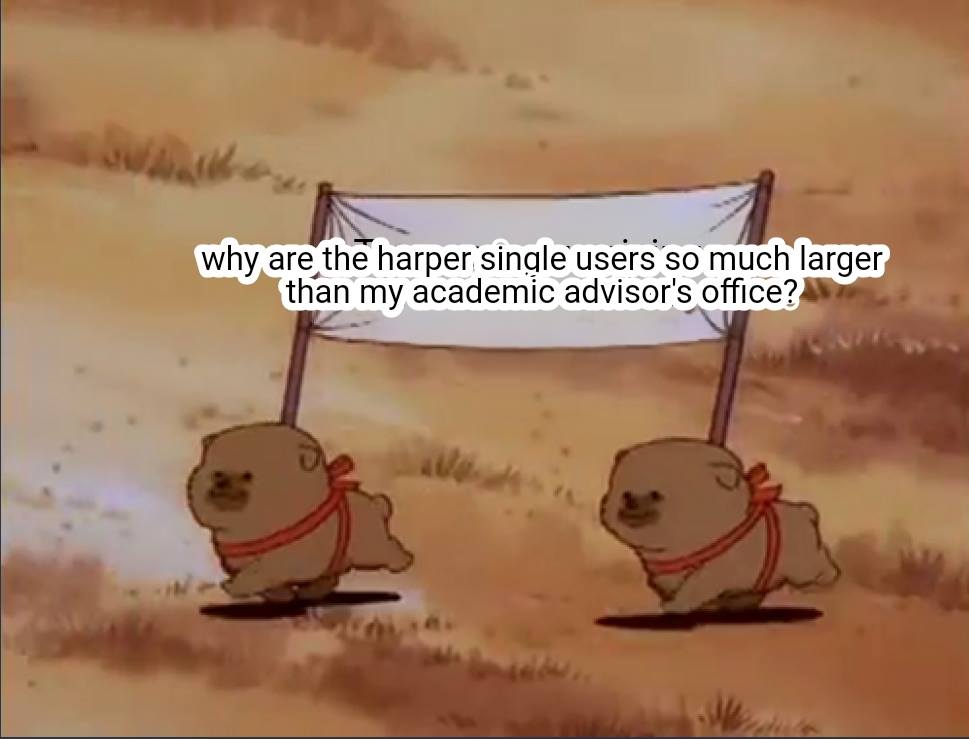 why are the harper single users so much larger
than my academic advisor's office?